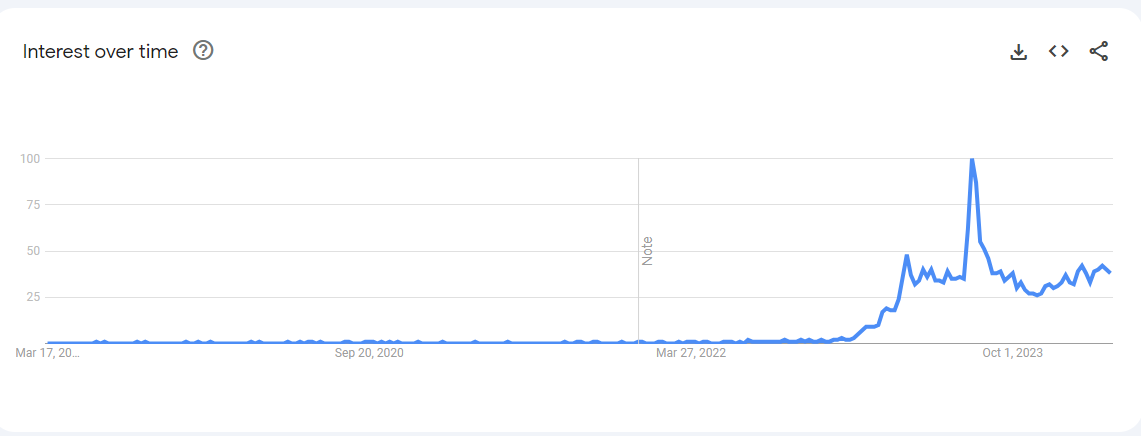 Interest over time
100
75
50
25
Note
Mar 17, 20...
Sep 20, 2020
Mar 27, 2022
Oct 1, 2023